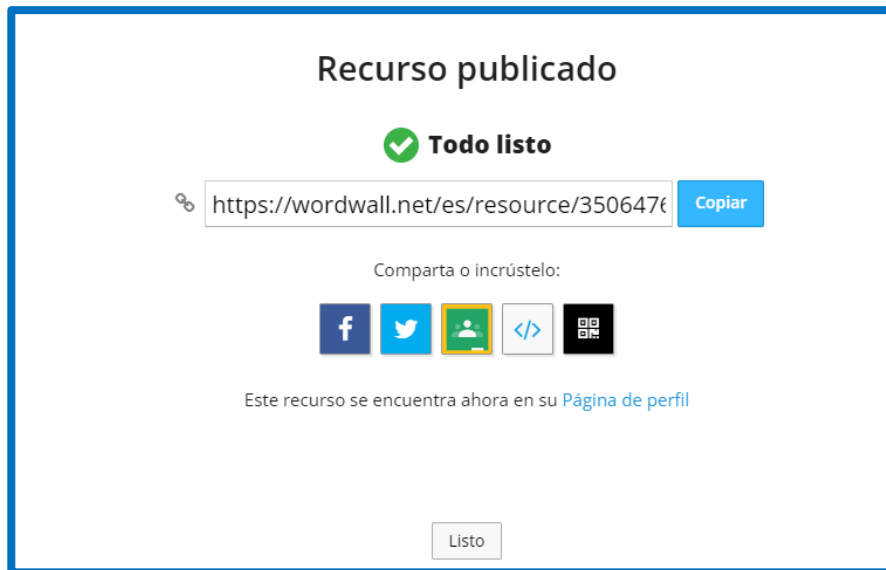 Recurso publicado
Todo listo
https://wordwall.net/es/resource/3506476
Copiar
Comparta o incrústelo:
Este recurso se encuentra ahora en su Página de perfil
Listo